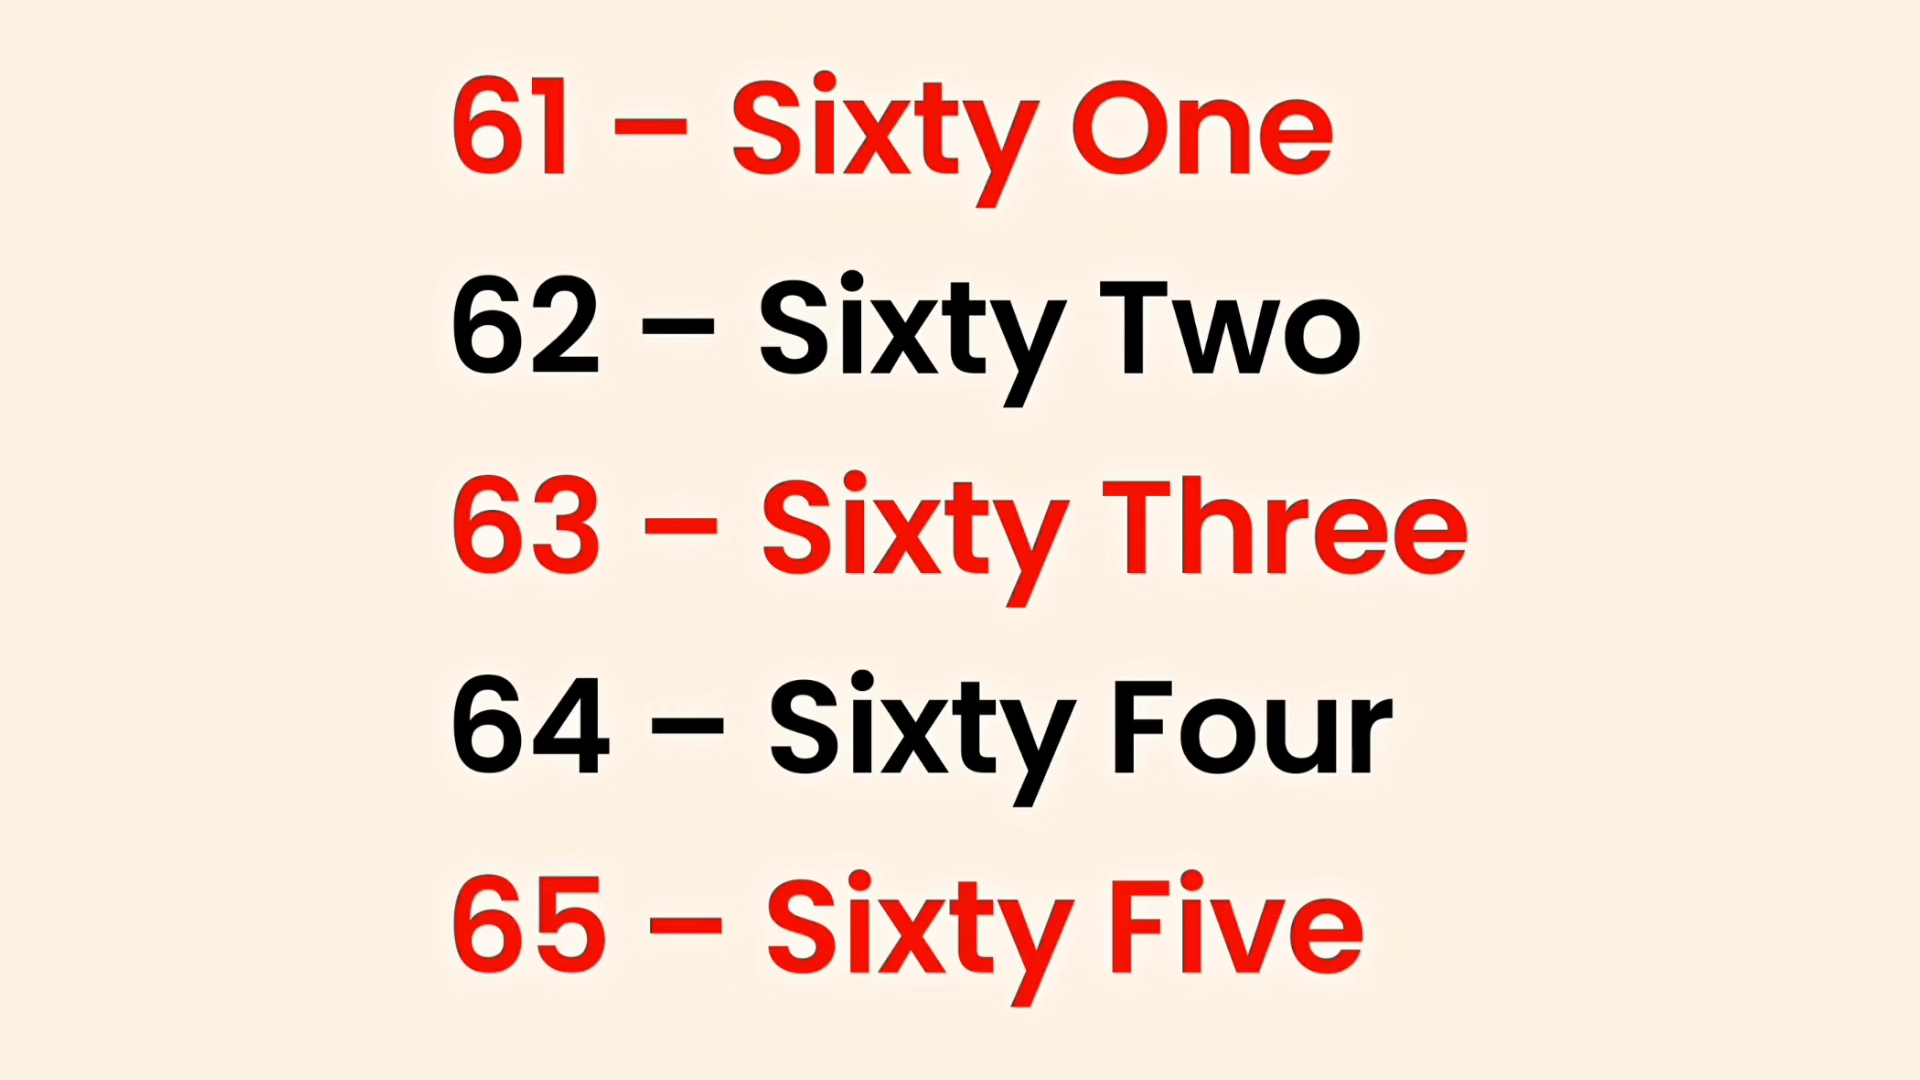 61 – Sixty One
62 – Sixty Two
63 – Sixty Three
64 – Sixty Four
65 – Sixty Five